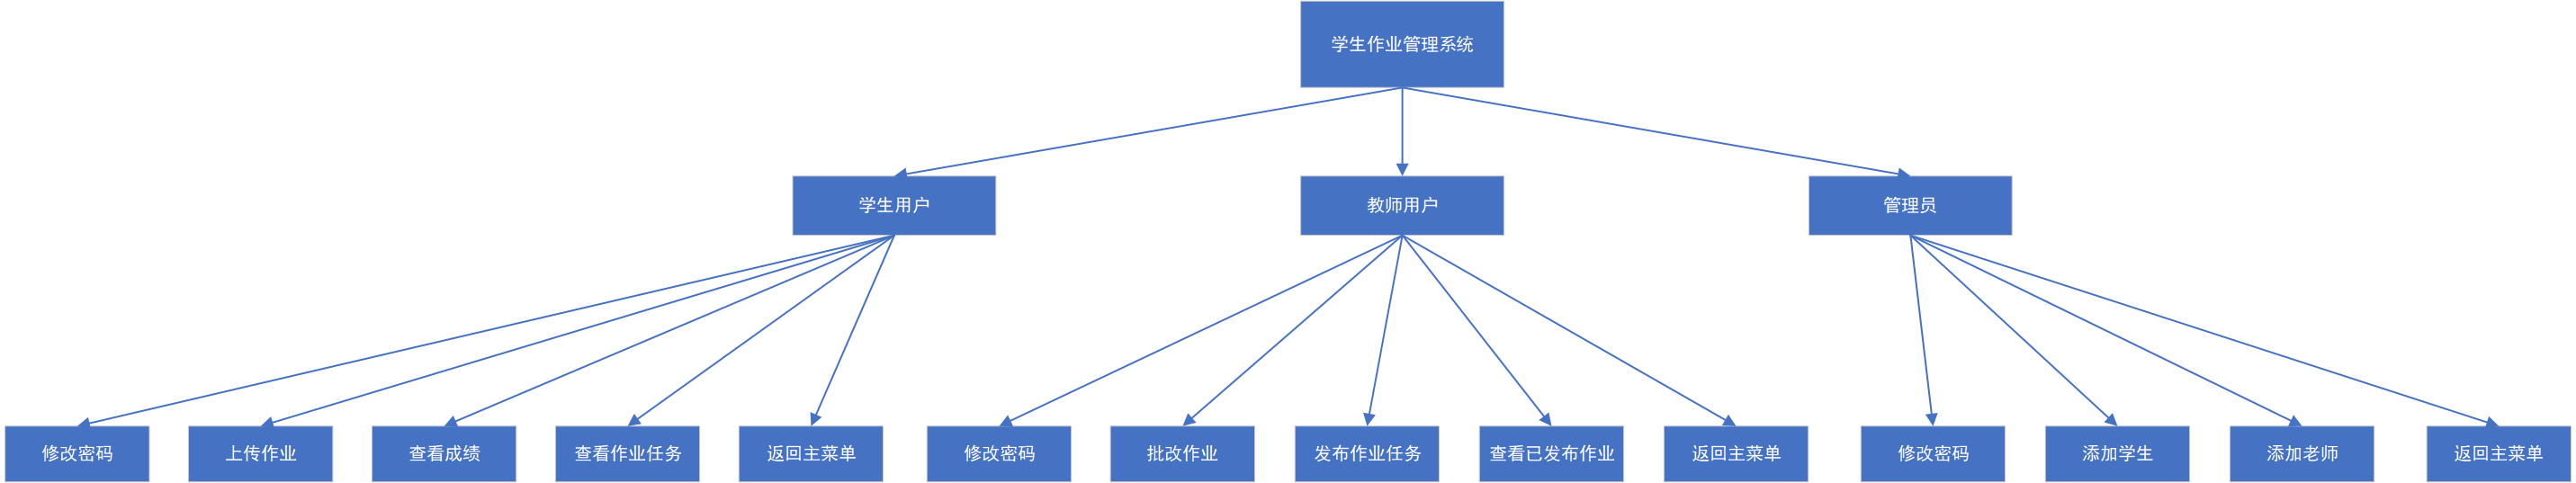 学生作业管理系统
学生用户
教师用户
管理员
修改密码
上传作业
查看成绩
查看作业任务
返回主菜单
修改密码
批改作业
发布作业任务
查看已发布作业
返回主菜单
修改密码
添加学生
添加老师
返回主菜单